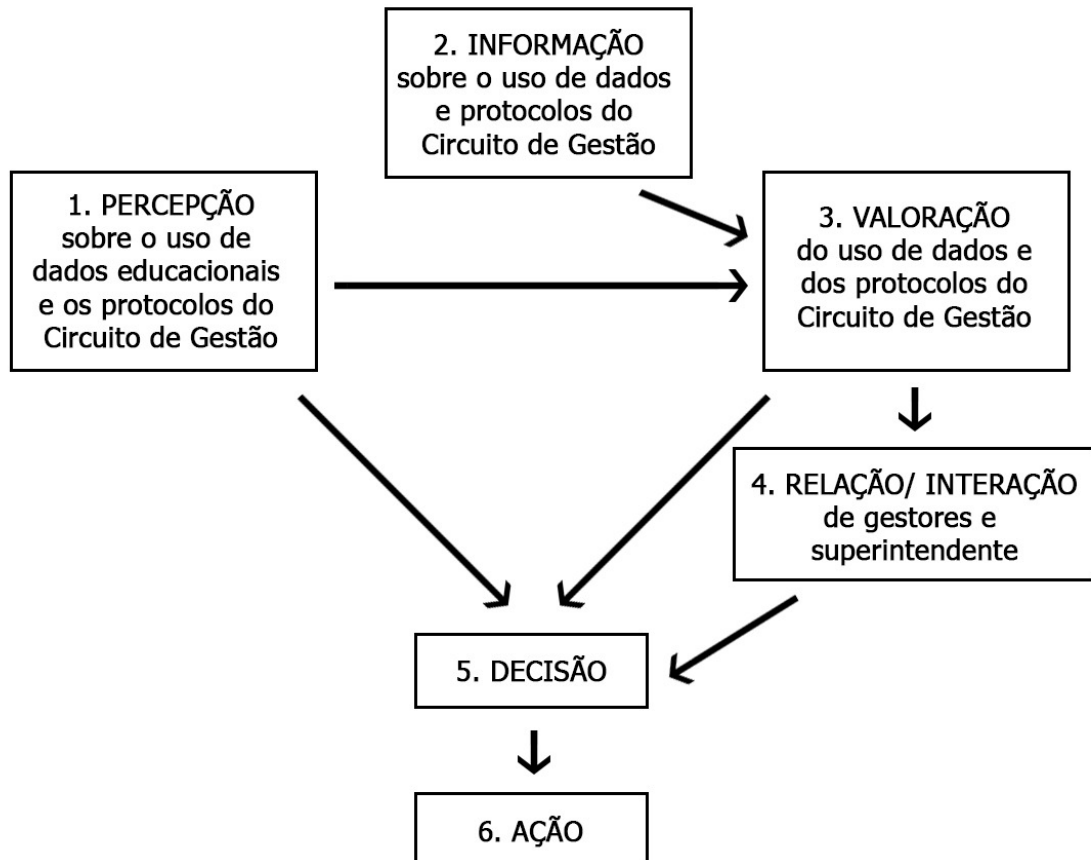 2. INFORMAÇÃO
sobre o uso de dados
e protocolos do
Circuito de Gestão
1. PERCEPÇÃO
sobre o uso de
dados educacionais
e os protocolos do
Circuito de Gestão
3. VALORAÇÃO
do uso de dados e
dos protocolos do
Circuito de Gestão
4. RELAÇÃO/ INTERAÇÃO
de gestores e
superintendente
5. DECISÃO
6. AÇÃO